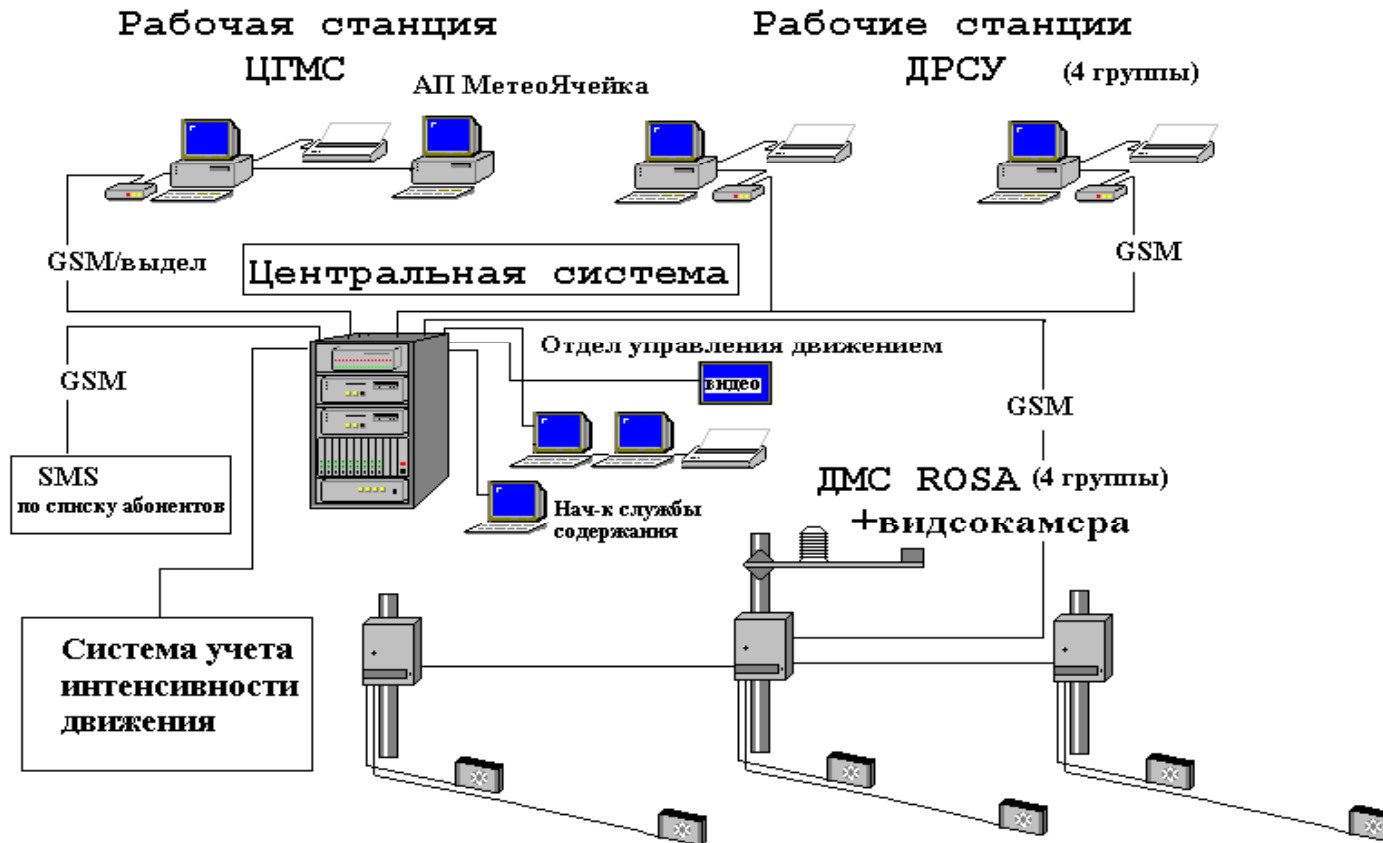 Рабочая станция
ЦГМС
АП МетеоЯчейка
Рабочие станции
ДРСУ (4 группы)
GSM/выдел
Центральная система
GSM
GSM
Отдел управления движением
видео
GSM
SMS
по списку абонентов
Нач-к службы
содержания
ДМС ROSA (4 группы)
+видеокамера
Система учета
интенсивности
движения